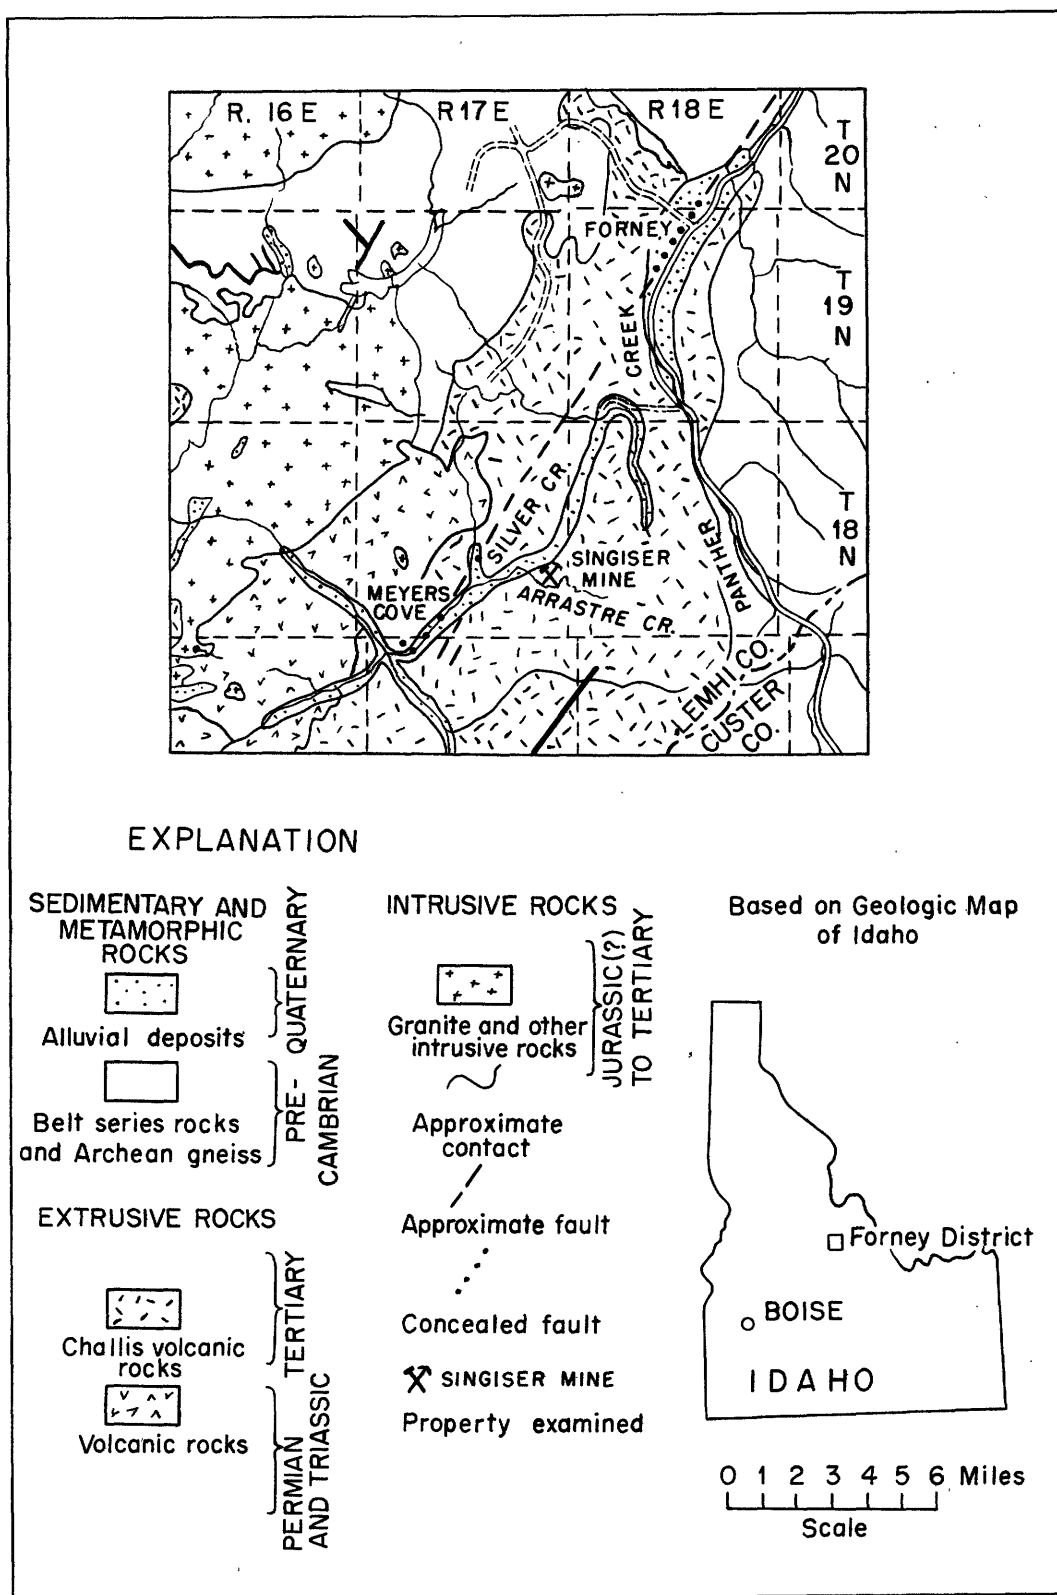 R. 16 E
R 17 E
R 18 E
T
20
N
FORNEY
T
19
N
CREEK
SILVER CR.
T
18
N
PANTHER
SINGISER
MINE
MEYERS
COVE
ARRASTRE CR.
LEMHI CO.
CUSTER
CO.
EXPLANATION
SEDIMENTARY AND
METAMORPHIC
ROCKS
QUATERNARY
Alluvial deposits
PRE-
CAMBRIAN
Belt series rocks
and Archean gneiss
EXTRUSIVE ROCKS
TERTIARY
Challis volcanic
rocks
PERMIAN
AND TRIASSIC
Volcanic rocks
INTRUSIVE ROCKS
JURASSIC(?)
TO TERTIARY
Granite and other
intrusive rocks
Approximate
contact
Approximate fault
Concealed fault
SINGISER MINE
Property examined
Based on Geologic Map
of Idaho
Forney District
BOISE
IDAHO
0 1 2 3 4 5 6 Miles
Scale